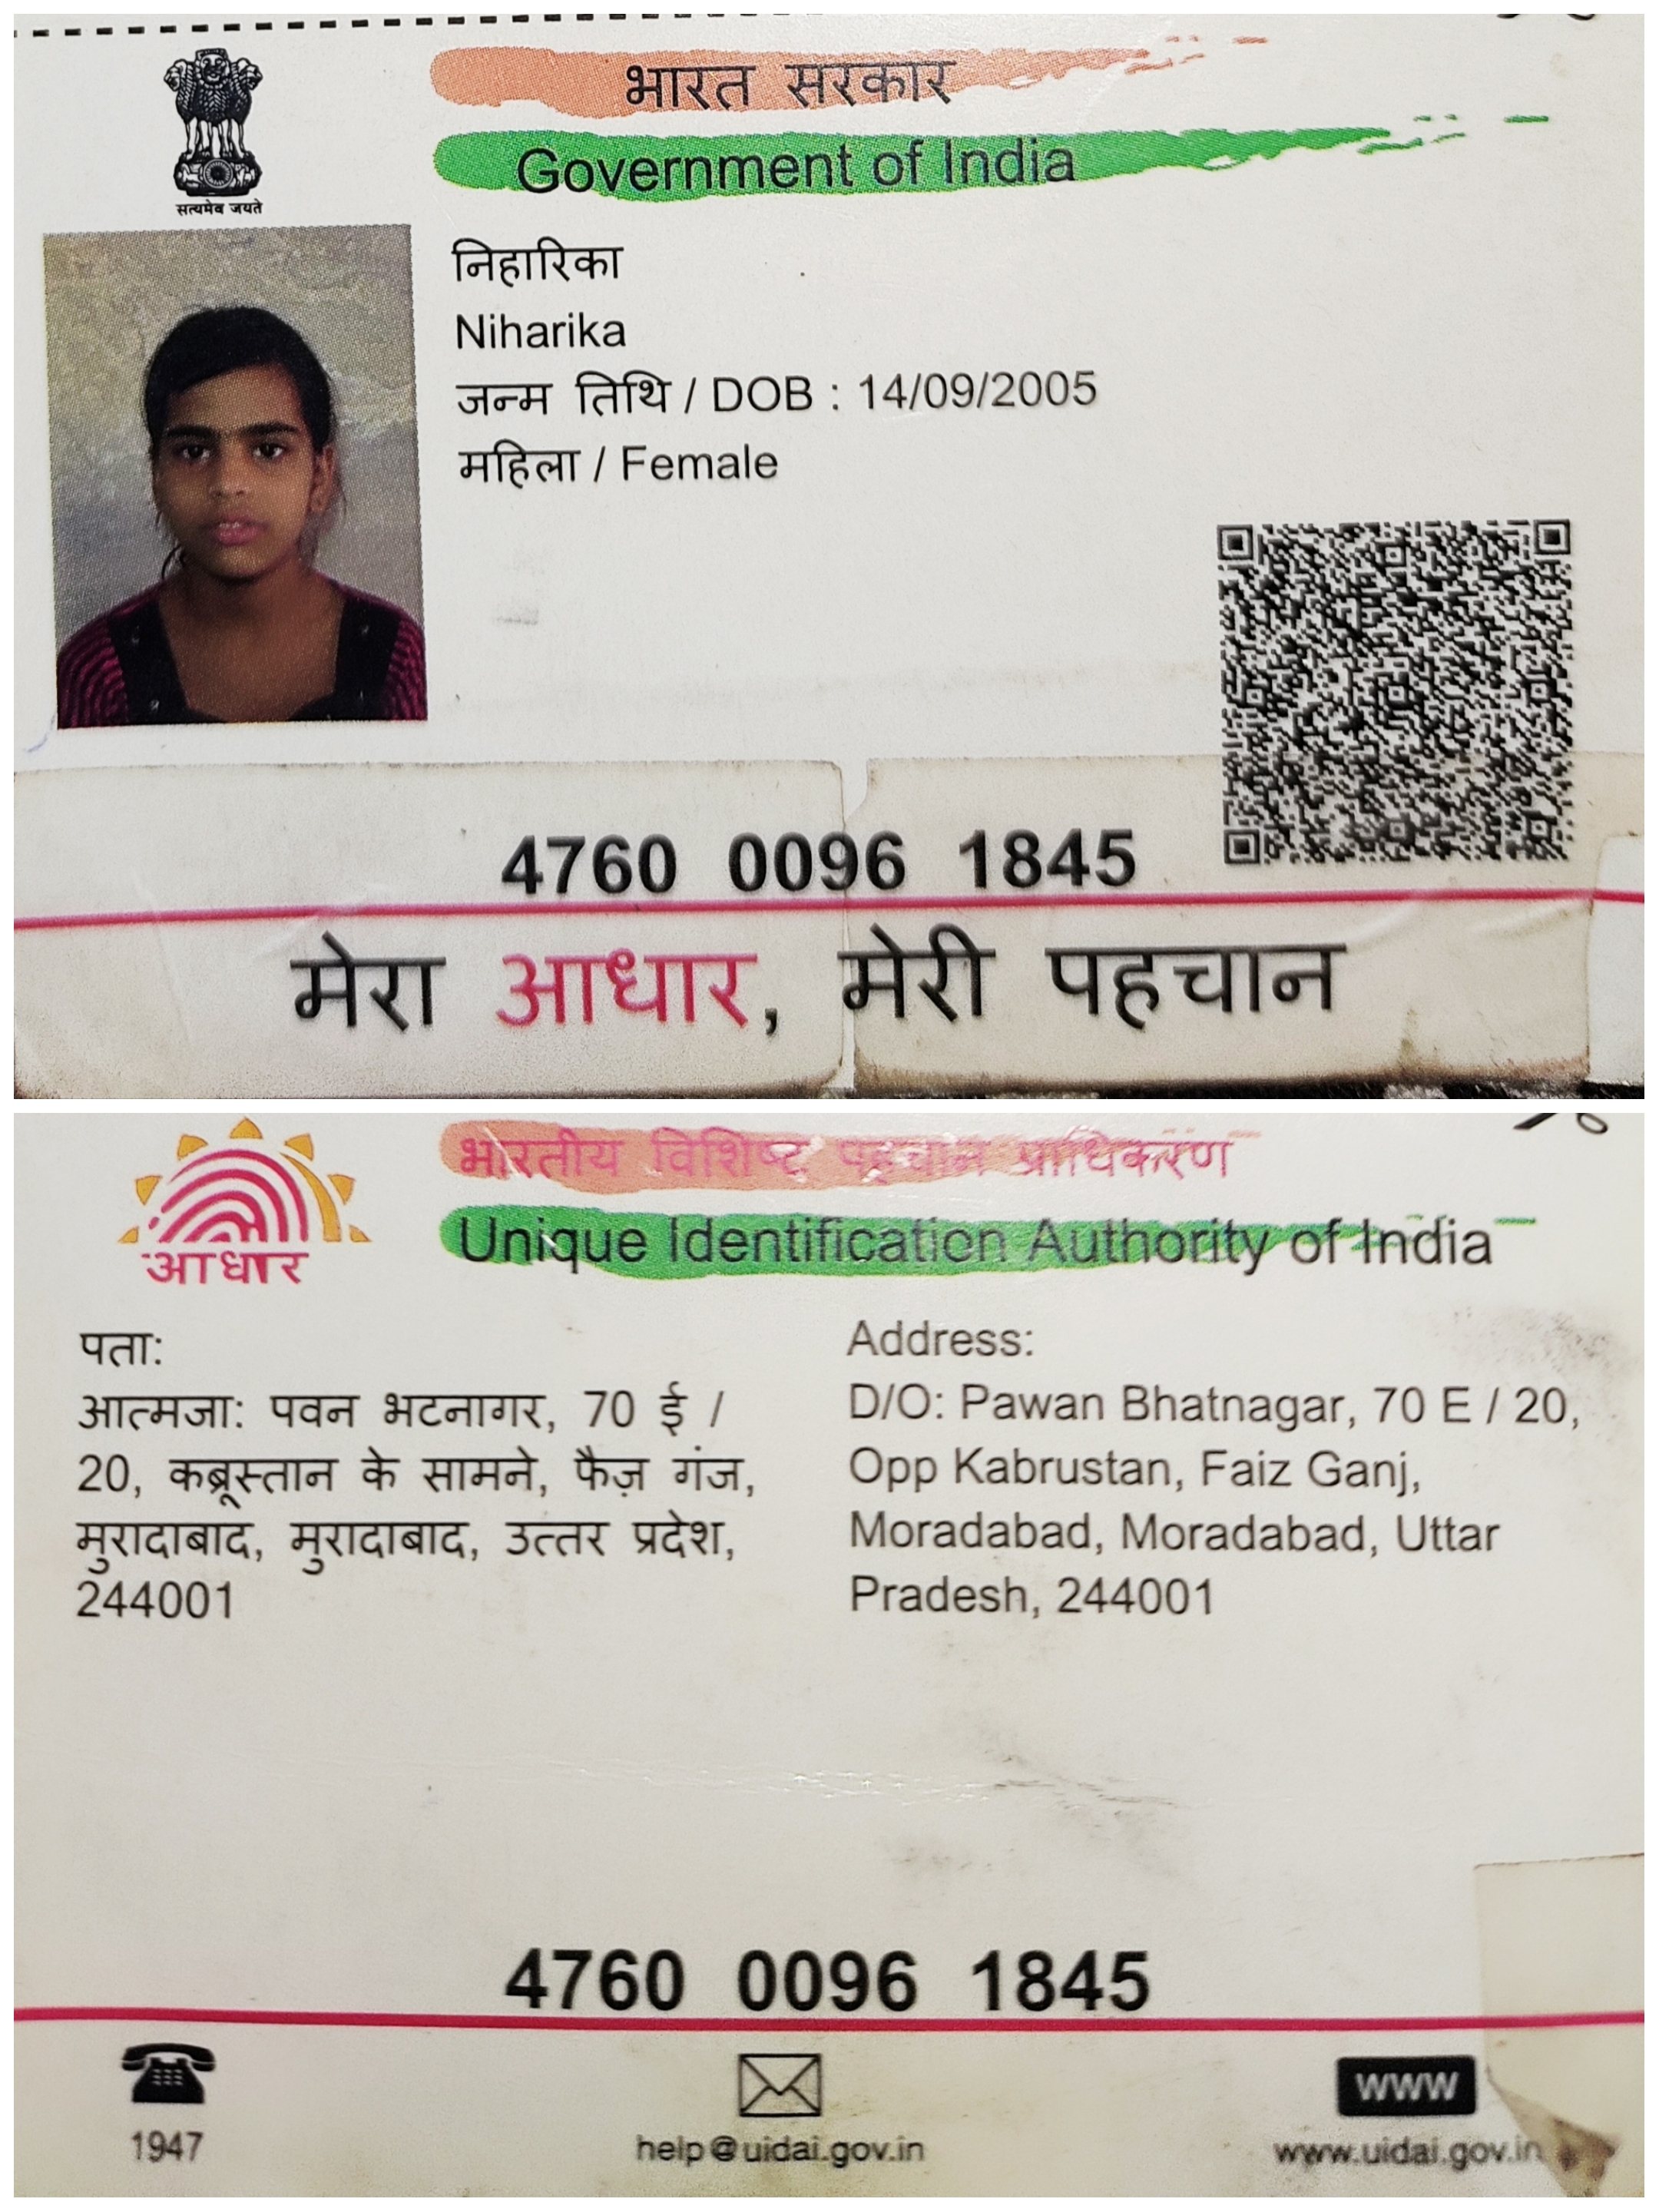 भारत सरकार
Government of India
सत्यमेव जयते
निहारिका
Niharika
जन्म तिथि / DOB : 14/09/2005
महिला / Female
4760 0096 1845
मेरा आधार, मेरी पहचान
भारतीय विशिष्ट पहचान प्राधिकरण
Unique Identification Authority of India
आधार
पता:
आत्मजा: पवन भटनागर, 70 ई /
20, कब्रूस्तान के सामने, फैज़ गंज,
मुरादाबाद, मुरादाबाद, उत्तर प्रदेश,
244001
Address:
D/O: Pawan Bhatnagar, 70 E / 20,
Opp Kabrustan, Faiz Ganj,
Moradabad, Moradabad, Uttar
Pradesh, 244001
4760 0096 1845
1947
help@uidai.gov.in
www
www.uidai.gov.in